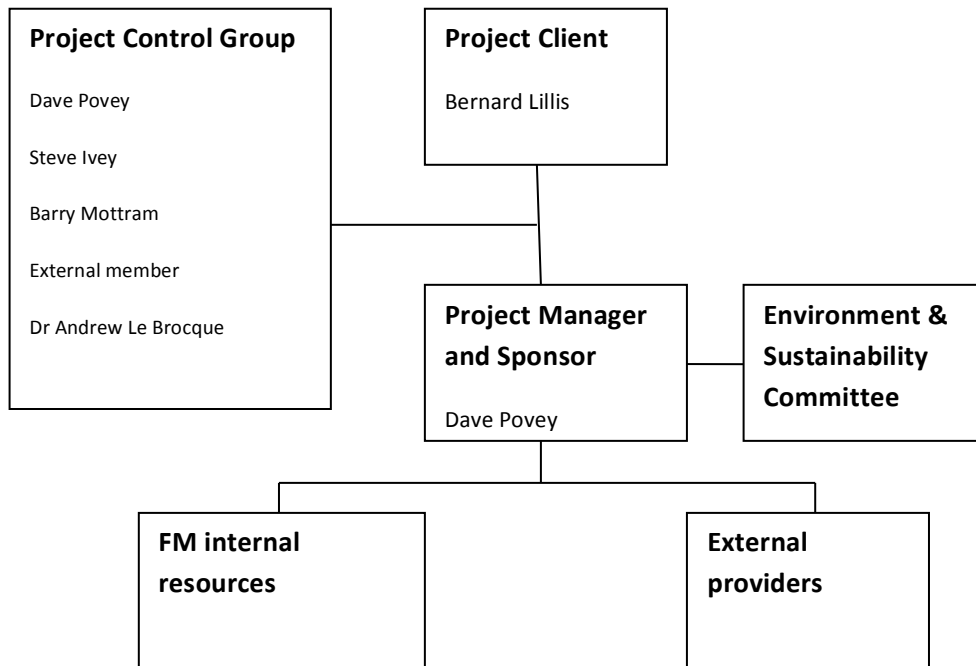 Project Control Group
Dave Povey
Steve Ivey
Barry Mottram
External member
Dr Andrew Le Brocque
Project Client
Bernard Lillis
Project Manager
and Sponsor
Dave Povey
Environment &
Sustainability
Committee
FM internal
resources
External
providers